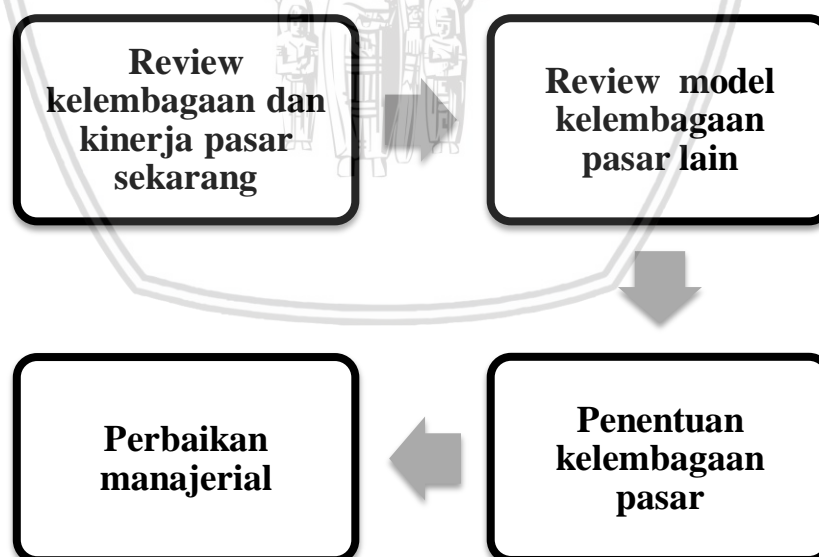 Review
kelembagaan dan
kinerja pasar
sekarang
Review model
kelembagaan
pasar lain
Penentuan
kelembagaan
pasar
Perbaikan
manajerial